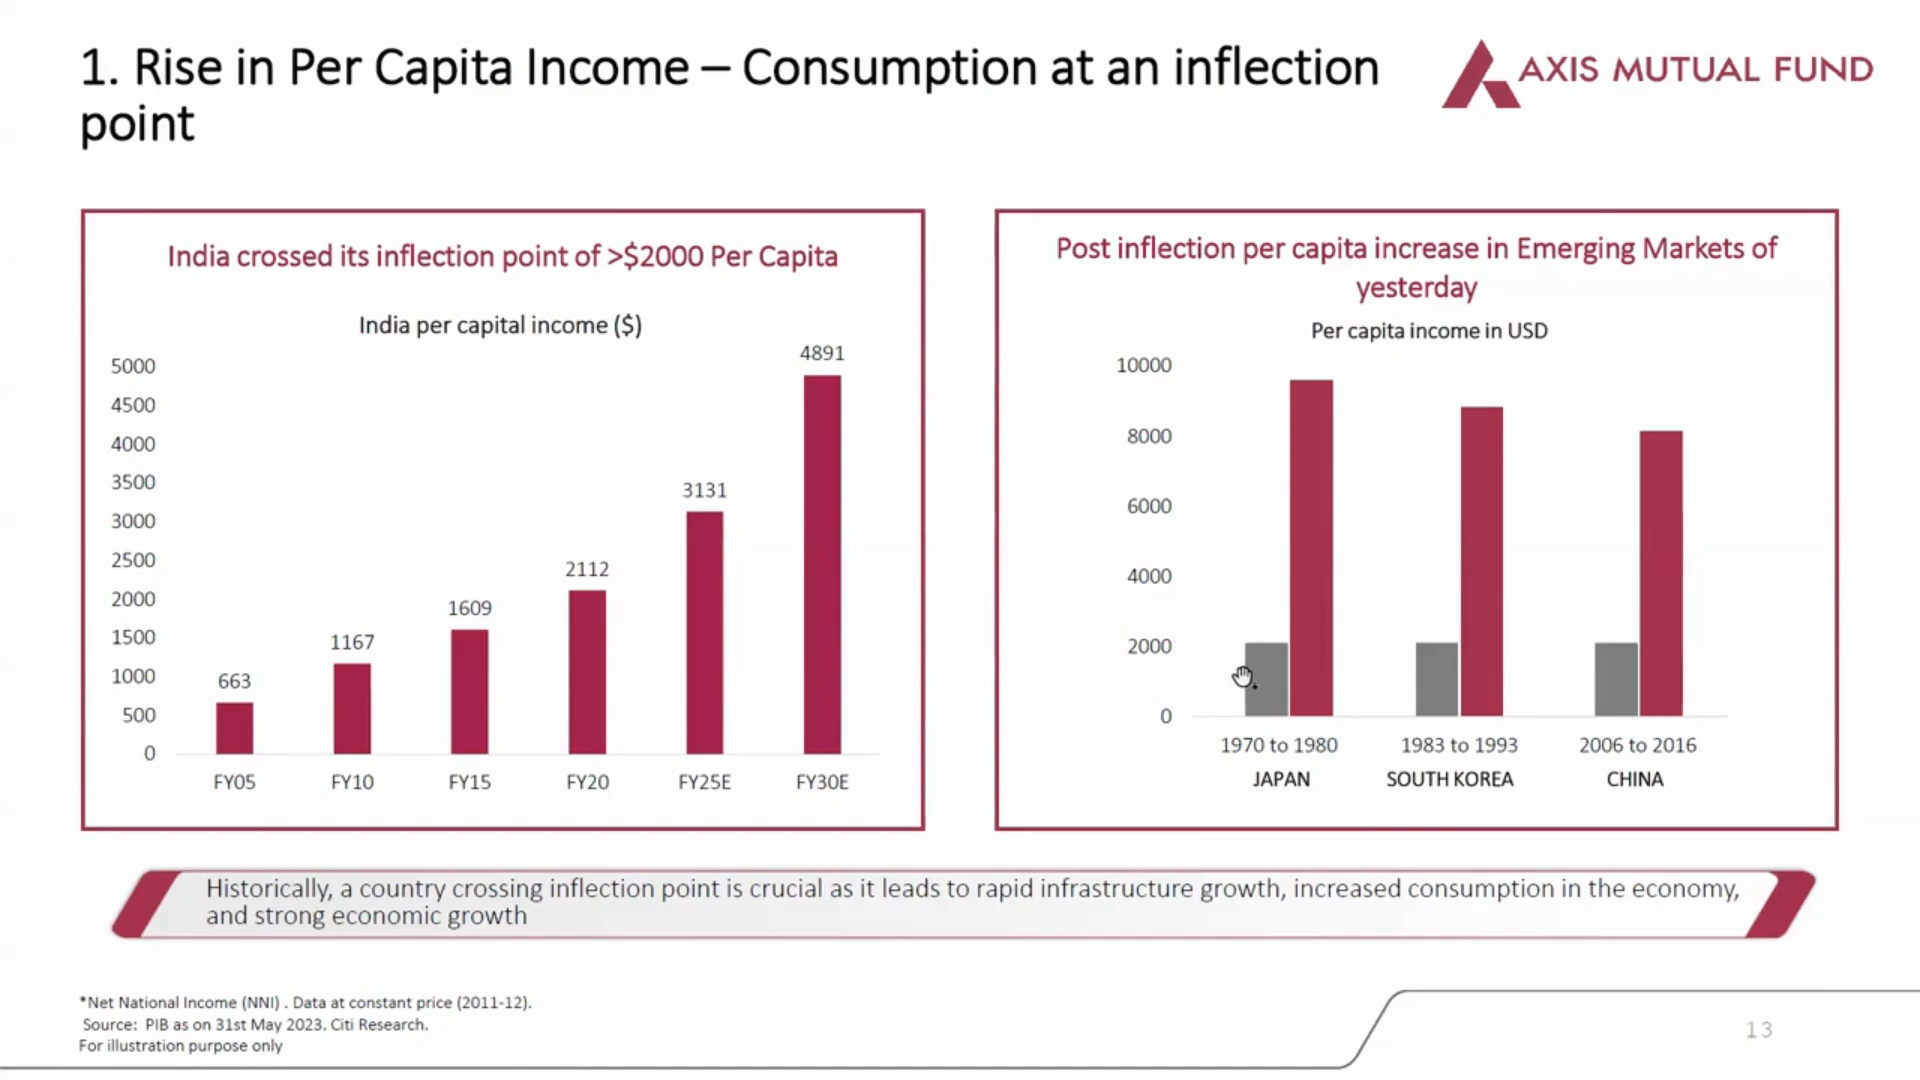 1. Rise in Per Capita Income – Consumption at an inflection
point
AXIS MUTUAL FUND
India crossed its inflection point of >$2000 Per Capita
India per capital income ($)
5000
4500
4000
3500
3000
2500
2000
1500
1000
500
0
663
1167
1609
2112
3131
4891
FY05
FY10
FY15
FY20
FY25E
FY30E
Post inflection per capita increase in Emerging Markets of
yesterday
Per capita income in USD
10000
8000
6000
4000
2000
0
1970 to 1980
1983 to 1993
2006 to 2016
JAPAN
SOUTH KOREA
CHINA
Historically, a country crossing inflection point is crucial as it leads to rapid infrastructure growth, increased consumption in the economy,
and strong economic growth
*Net National Income (NNI) . Data at constant price (2011-12).
Source: PIB as on 31st May 2023. Citi Research.
For illustration purpose only
13